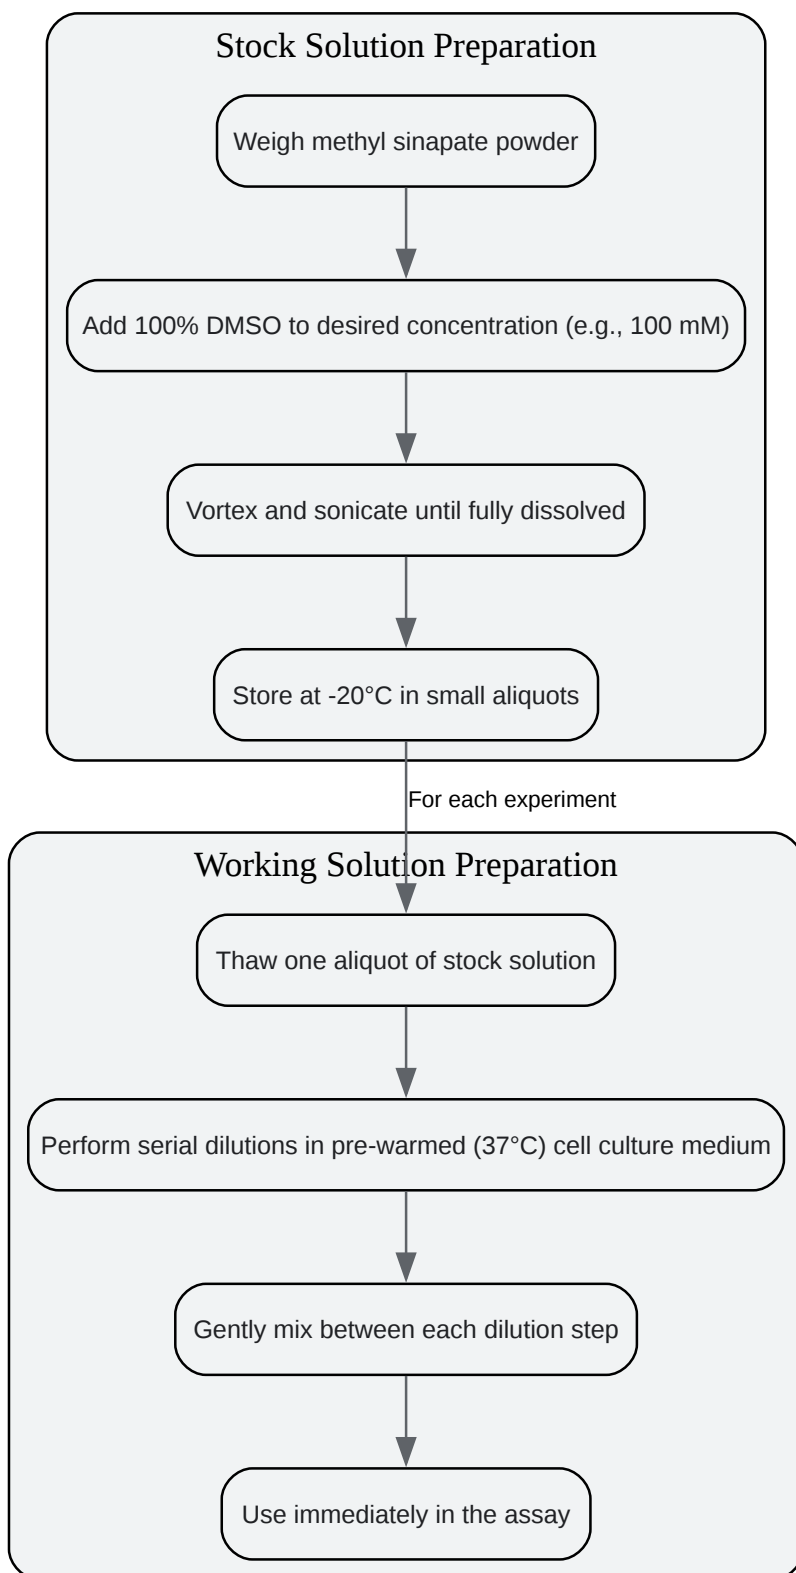 Stock Solution Preparation
Weigh methyl sinapate powder
Add 100% DMSO to desired concentration (e.g., 100 mM)
Vortex and sonicate until fully dissolved
Store at -20°C in small aliquots
For each experiment
Working Solution Preparation
Thaw one aliquot of stock solution
Perform serial dilutions in pre-warmed (37°C) cell culture medium
Gently mix between each dilution step
Use immediately in the assay